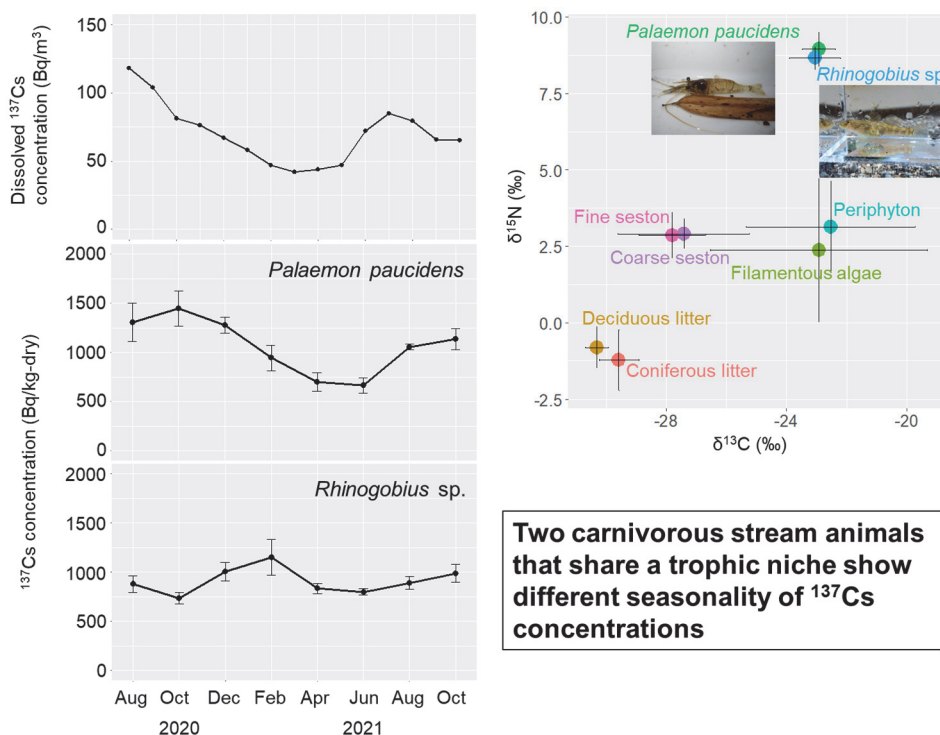 Dissolved ¹³⁷Cs
concentration (Bq/m³)
150
100
50
0
¹³⁷Cs concentration (Bq/kg-dry)
Palaemon paucidens
2000
1500
1000
500
0
Rhinogobius sp.
2000
1500
1000
500
0
Aug Oct Dec Feb Apr Jun Aug Oct
2020 2021
δ¹⁵N (‰)
10.0
7.5
5.0
2.5
0.0
-2.5
Palaemon paucidens
Rhinogobius sp
Fine seston
Periphyton
Coarse seston
Filamentous algae
Deciduous litter
Coniferous litter
-28 -24 -20
δ¹³C (‰)
Two carnivorous stream animals
that share a trophic niche show
different seasonality of ¹³⁷Cs
concentrations